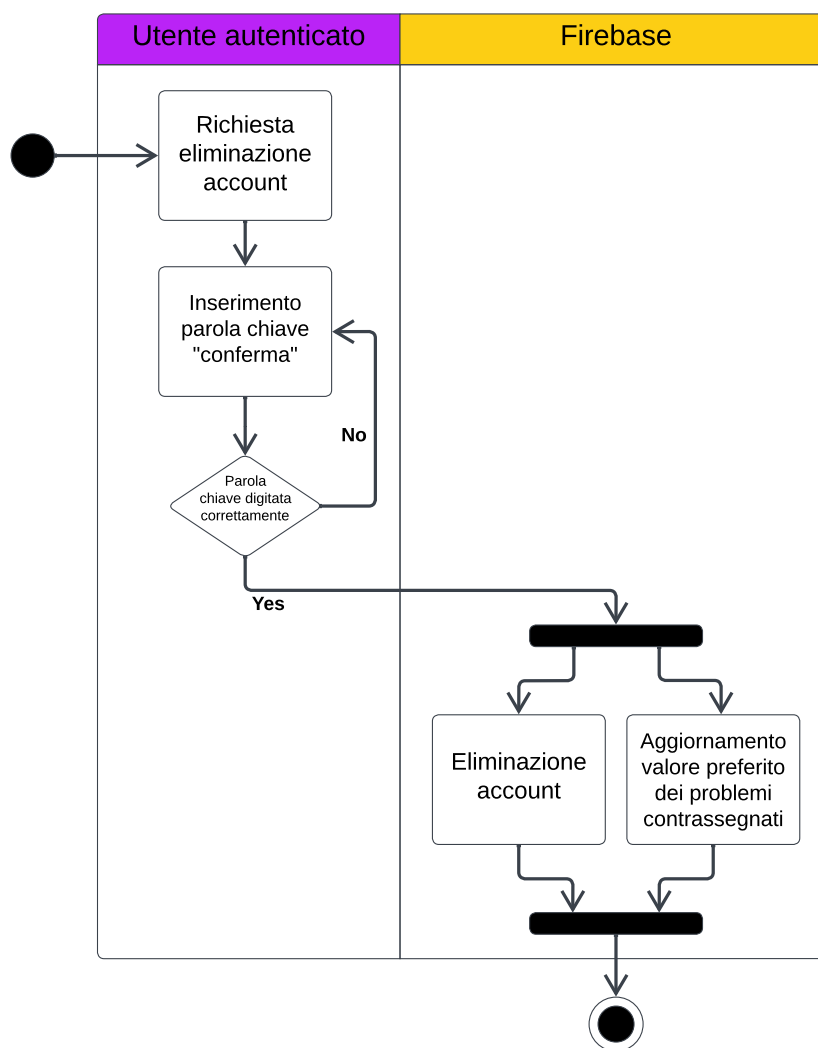 Utente autenticato
Firebase
Richiesta
eliminazione
account
Inserimento
parola chiave
"conferma"
No
Parola
chiave digitata
correttamente
Yes
Eliminazione
account
Aggiornamento
valore preferito
dei problemi
contrassegnati